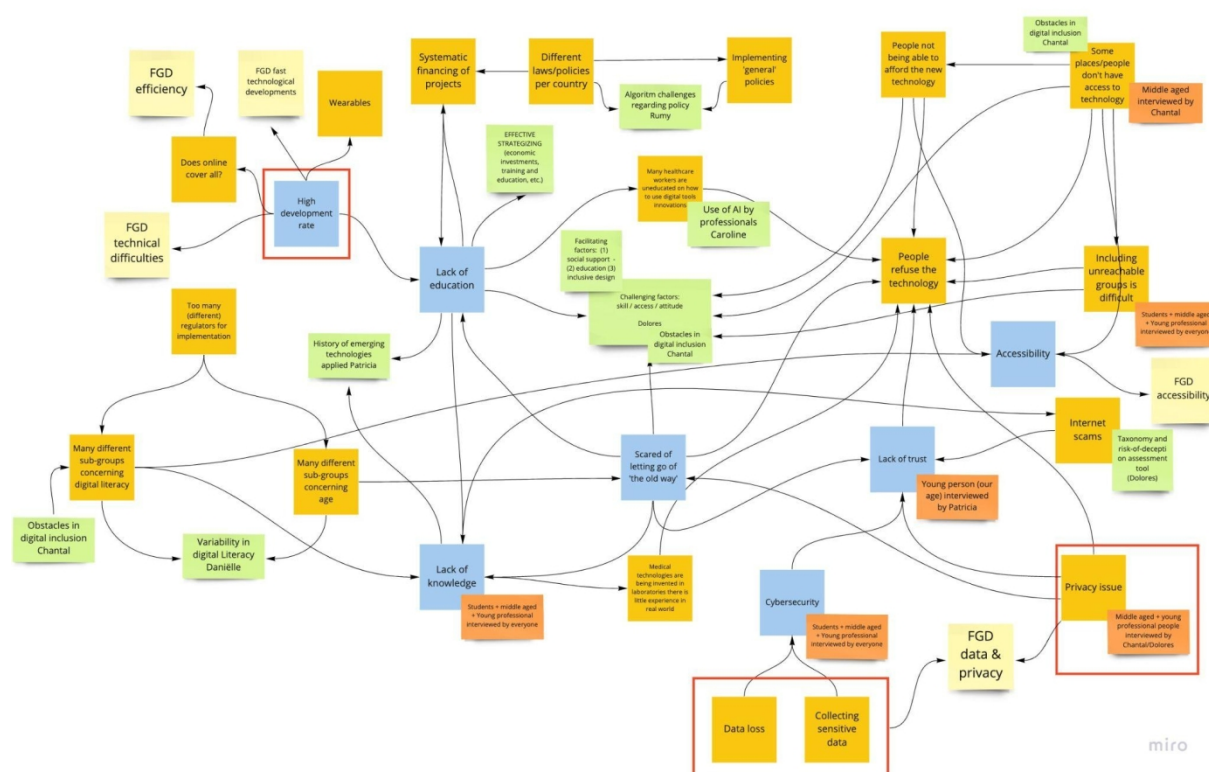 FGD
efficiency
FGD fast
technological
developments
Wearables
Systematic
financing of
projects
Different
laws/policies
per country
Implementing
'general'
policies
People not
being able to
afford the new
technology
Obstacles in
digital inclusion
Chantal
Some
places/people
don't have
access to
technology
Middle aged
interviewed by
Chantal
Algoritm challenges
regarding policy
Rumy
Does online
cover all?
EFFECTIVE
STRATEGIZING
(economic
investments,
training and
education, etc.)
Many healthcare
workers are
uneducated on how
to use digital tools
innovations
Use of AI by
professionals
Caroline
High
development
rate
FGD
technical
difficulties
Lack of
education
Facilitating
factors: (1)
social support -
(2) education (3)
inclusive design
Challenging factors:
skill / access / attitude
Dolores
Obstacles in
digital inclusion
Chantal
People
refuse the
technology
Including
unreachable
groups is
difficult
Students + middle aged
+ Young professional
interviewed by everyone
Too many
(different)
regulators for
implementation
History of emerging
technologies
applied Patricia
Accessibility
FGD
accessibility
Internet
scams
Taxonomy and
risk-of-decepti
on assessment
tool
(Dolores)
Many different
sub-groups
concerning
digital literacy
Many different
sub-groups
concerning
age
Scared of
letting go of
'the old way'
Lack of trust
Young person (our
age) interviewed
by Patricia
Obstacles in
digital inclusion
Chantal
Variability in
digital Literacy
Daniëlle
Lack of
knowledge
Students + middle aged
+ Young professional
interviewed by everyone
Medical
technologies are
being invented in
laboratories there is
little experience in
real world
Cybersecurity
Students + middle aged
+ Young professional
interviewed by everyone
Privacy issue
Middle aged + young
professional people
interviewed by
Chantal/Dolores
FGD
data &
privacy
Data loss
Collecting
sensitive
data
miro